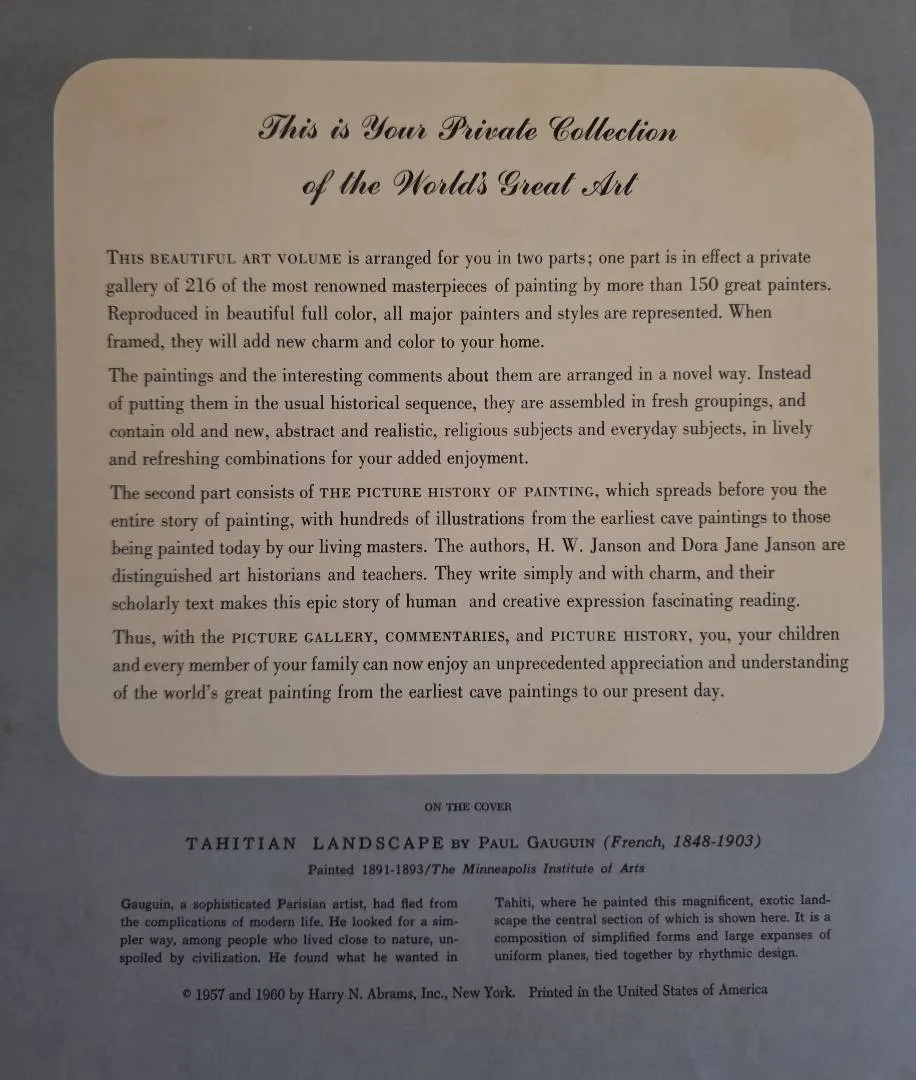 This is Your Private Collection
of the World's Great Art
THIS BEAUTIFUL ART VOLUME is arranged for you in two parts; one part is in effect a private
gallery of 216 of the most renowned masterpieces of painting by more than 150 great painters.
Reproduced in beautiful full color, all major painters and styles are represented. When
framed, they will add new charm and color to your home.
The paintings and the interesting comments about them are arranged in a novel way. Instead
of putting them in the usual historical sequence, they are assembled in fresh groupings, and
contain old and new, abstract and realistic, religious subjects and everyday subjects, in lively
and refreshing combinations for your added enjoyment.
The second part consists of THE PICTURE HISTORY OF PAINTING, which spreads before you the
entire story of painting, with hundreds of illustrations from the earliest cave paintings to those
being painted today by our living masters. The authors, H. W. Janson and Dora Jane Janson are
distinguished art historians and teachers. They write simply and with charm, and their
scholarly text makes this epic story of human and creative expression fascinating reading.
Thus, with the PICTURE GALLERY, COMMENTARIES, and PICTURE HISTORY, you, your children
and every member of your family can now enjoy an unprecedented appreciation and understanding
of the world's great painting from the earliest cave paintings to our present day.
ON THE COVER
TAHITIAN LANDSCAPE BY PAUL GAUGUIN (French, 1848-1903)
Painted 1891-1893/The Minneapolis Institute of Arts
Gauguin, a sophisticated Parisian artist, had fled from
the complications of modern life. He looked for a sim-
pler way, among people who lived close to nature, un-
spoiled by civilization. He found what he wanted in
Tahiti, where he painted this magnificent, exotic land-
scape the central section of which is shown here. It is a
composition of simplified forms and large expanses of
uniform planes, tied together by rhythmic design.
© 1957 and 1960 by Harry N. Abrams, Inc., New York. Printed in the United States of America